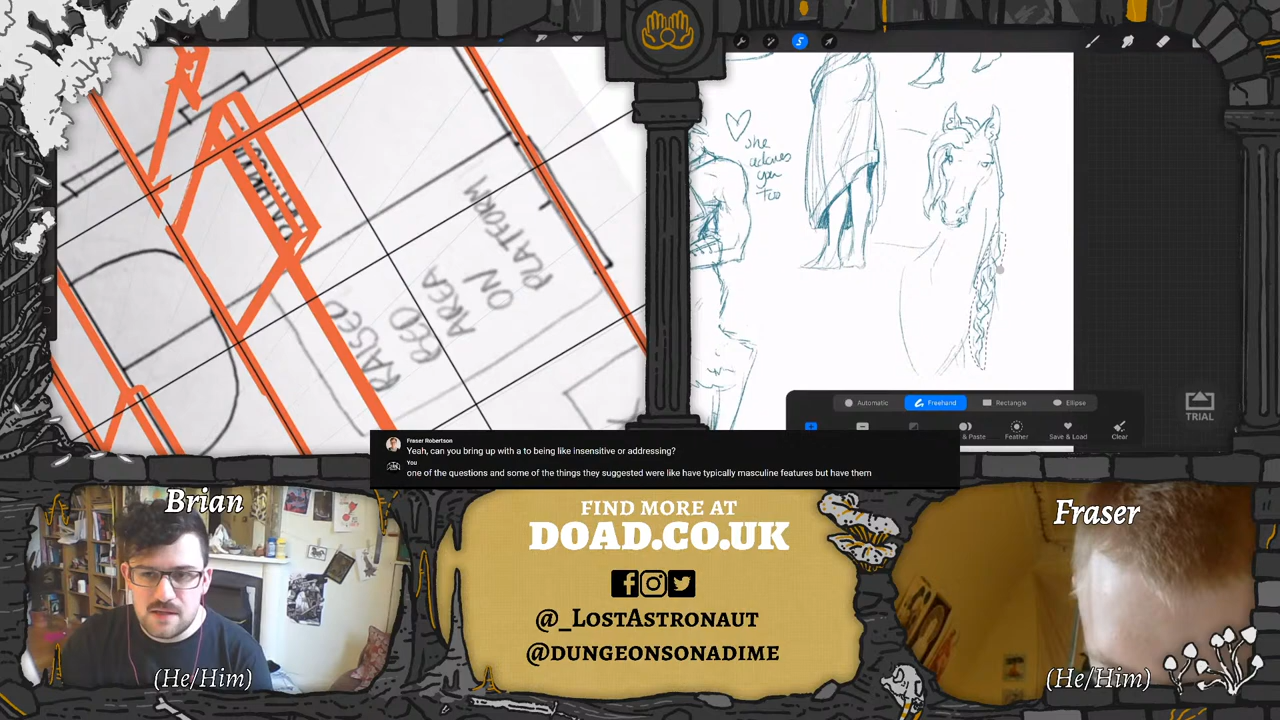 RAISED
BED
AREA
ON
PLATFORM
she
adores
you
too
Automatic
Freehand
Rectangle
Ellipse
& Paste
Feather
Save & Load
Clear
TRIAL
Fraser Robertson
Yeah, can you bring up with a to being like insensitive or addressing?
You
one of the questions and some of the things they suggested were like have typically masculine features but have them
Brian
(He/Him)
FIND MORE AT
DOAD.CO.UK
@_LostAstronaut
@dungeonsonadime
Fraser
(He/Him)